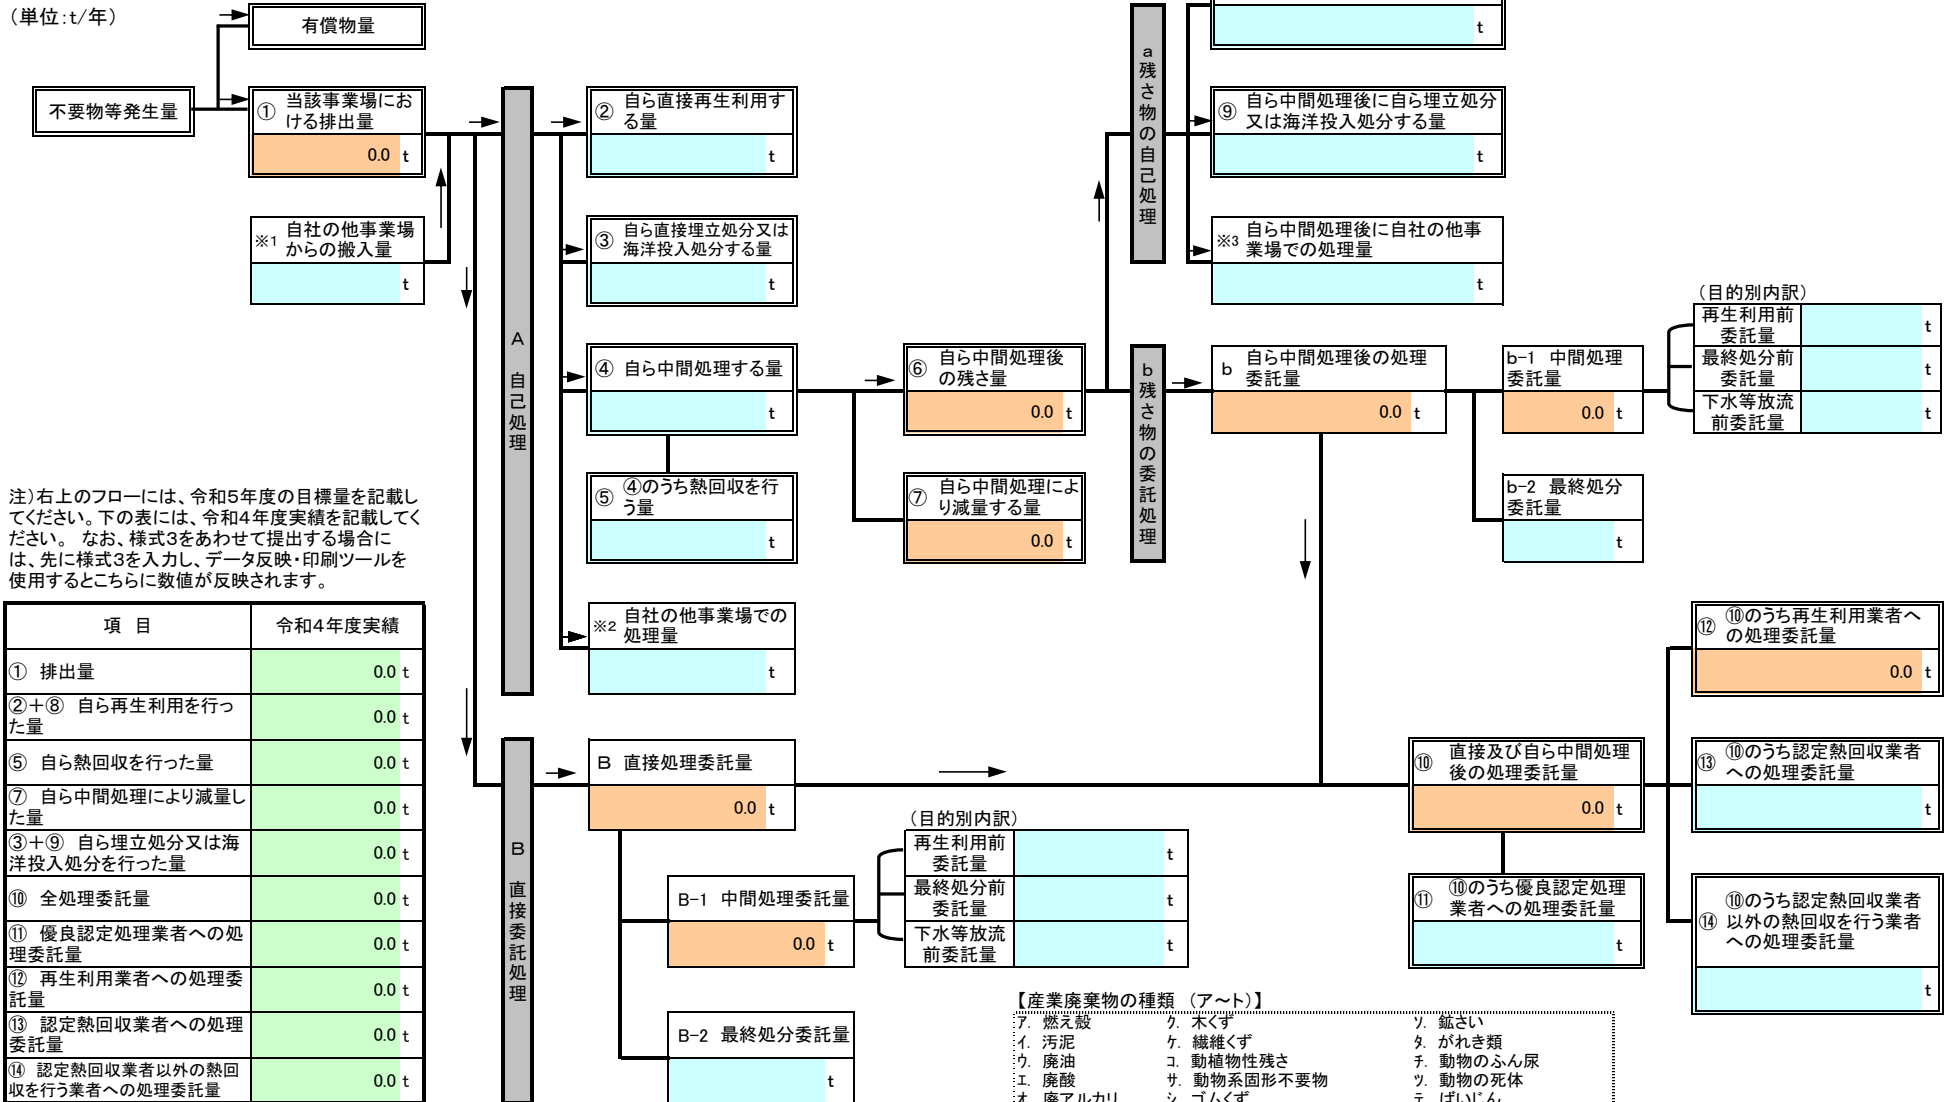 （単位：t/年）
有償物量
不要物等発生量
① 当該事業場にお
ける排出量
0.0 t
※1 自社の他事業場
からの搬入量
t
A 自己処理
② 自ら直接再生利用す
る量
t
③ 自ら直接埋立処分又は
海洋投入処分する量
t
④ 自ら中間処理する量
t
⑤ ④のうち熱回収を行
う量
t
※2 自社の他事業場での
処理量
t
⑥ 自ら中間処理後
の残さ量
0.0 t
⑦ 自ら中間処理によ
り減量する量
0.0 t
a 残さ物の自己処理
t
⑨ 自ら中間処理後に自ら埋立処分
又は海洋投入処分する量
t
※3 自ら中間処理後に自社の他事
業場での処理量
t
b 残さ物の委託処理
b 自ら中間処理後の処理
委託量
0.0 t
b-1 中間処理
委託量
0.0 t
（目的別内訳）
再生利用前
委託量
t
最終処分前
委託量
t
下水等放流
前委託量
t
b-2 最終処分
委託量
t
注）右上のフローには、令和５年度の目標量を記載し
てください。下の表には、令和４年度実績を記載してく
ださい。 なお、様式３をあわせて提出する場合に
は、先に様式３を入力し、データ反映・印刷ツールを
使用するとこちらに数値が反映されます。
項 目 令和４年度実績
① 排出量 0.0 t
②＋⑧ 自ら再生利用を行っ
た量 0.0 t
⑤ 自ら熱回収を行った量 0.0 t
⑦ 自ら中間処理により減量し
た量 0.0 t
③＋⑨ 自ら埋立処分又は海
洋投入処分を行った量 0.0 t
⑩ 全処理委託量 0.0 t
⑪ 優良認定処理業者への処
理委託量 0.0 t
⑫ 再生利用業者への処理委
託量 0.0 t
⑬ 認定熱回収業者への処理
委託量 0.0 t
⑭ 認定熱回収業者以外の熱回
収を行う業者への処理委託量 0.0 t
B 直接委託処理
B 直接処理委託量
0.0 t
B-1 中間処理委託量
0.0 t
（目的別内訳）
再生利用前
委託量
t
最終処分前
委託量
t
下水等放流
前委託量
t
B-2 最終処分委託量
t
⑩ 直接及び自ら中間処理
後の処理委託量
0.0 t
⑪ ⑩のうち優良認定処理
業者への処理委託量
t
⑫ ⑩のうち再生利用業者へ
の処理委託量
0.0 t
⑬ ⑩のうち認定熱回収業者
への処理委託量
t
⑭ ⑩のうち認定熱回収業者
以外の熱回収を行う業者
への処理委託量
t
【産業廃棄物の種類 （ア～ト）】
ア. 燃え殻 ク. 木くず ソ. 鉱さい
イ. 汚泥 ケ. 繊維くず タ. がれき類
ウ. 廃油 コ. 動植物性残さ チ. 動物のふん尿
エ. 廃酸 サ. 動物系固形不要物 ツ. 動物の死体
オ. 廃アルカリ シ. ゴムくず テ. ばいじん